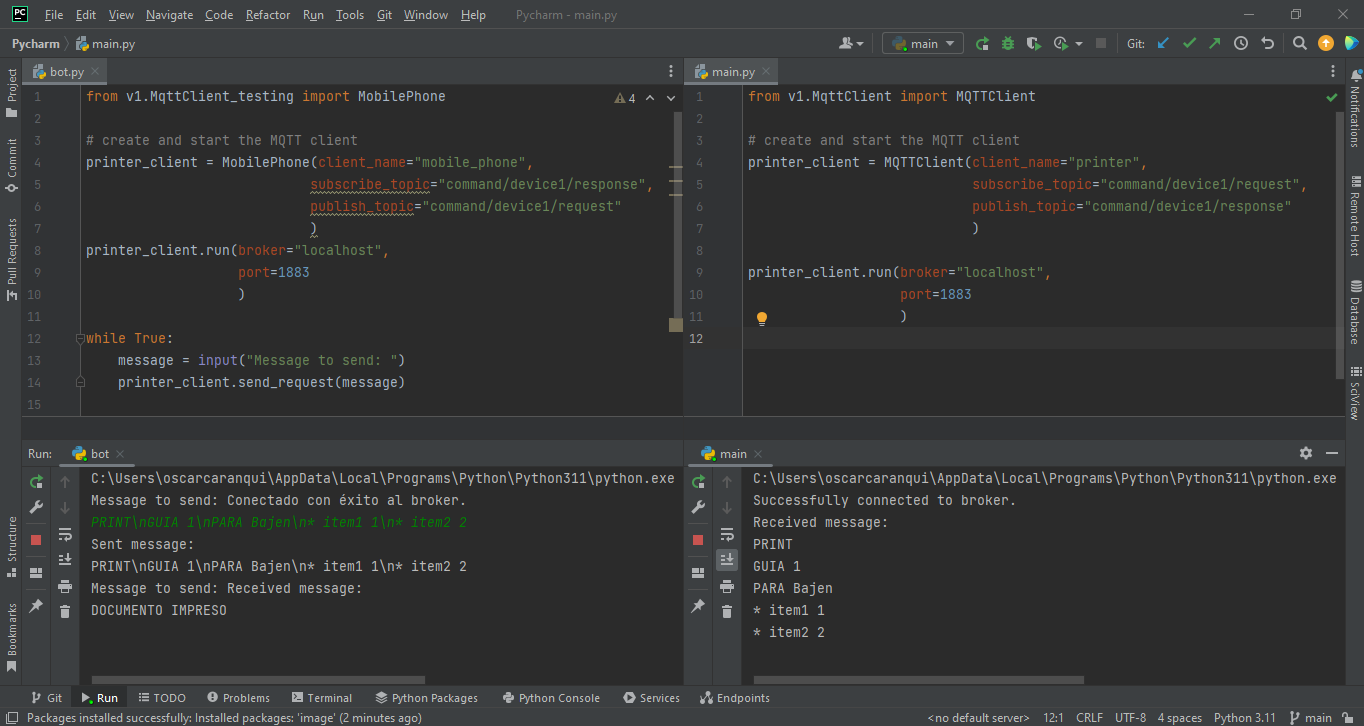 PC File Edit View Navigate Code Refactor Run Tools Git Window Help Pycharm - main.py
Pycharm main.py main Git:
Project
Commit
Pull Requests
Structure
Bookmarks
bot.py
1 from v1.MqttClient_testing import MobilePhone 4
2
3 # create and start the MQTT client
4 printer_client = MobilePhone(client_name="mobile_phone",
5 subscribe_topic="command/device1/response",
6 publish_topic="command/device1/request"
7 )
8 printer_client.run(broker="localhost",
9 port=1883
10 )
11
12 while True:
13 message = input("Message to send: ")
14 printer_client.send_request(message)
15
main.py
1 from v1.MqttClient import MQTTClient
2
3 # create and start the MQTT client
4 printer_client = MQTTClient(client_name="printer",
5 subscribe_topic="command/device1/request",
6 publish_topic="command/device1/response"
7 )
8
9 printer_client.run(broker="localhost",
10 port=1883
11 )
12
Notifications
Remote Host
Database
SciView
Run: bot
C:\Users\oscarcaranqui\AppData\Local\Programs\Python\Python311\python.exe
Message to send: Conectado con éxito al broker.
PRINT\nGUIA 1\nPARA Bajen\n* item1 1\n* item2 2
Sent message:
PRINT\nGUIA 1\nPARA Bajen\n* item1 1\n* item2 2
Message to send: Received message:
DOCUMENTO IMPRESO
main
C:\Users\oscarcaranqui\AppData\Local\Programs\Python\Python311\python.exe
Successfully connected to broker.
Received message:
PRINT
GUIA 1
PARA Bajen
* item1 1
* item2 2
Git Run TODO Problems Terminal Python Packages Python Console Services Endpoints
Packages installed successfully: Installed packages: 'image' (2 minutes ago) <no default server> 12:1 CRLF UTF-8 4 spaces Python 3.11 main